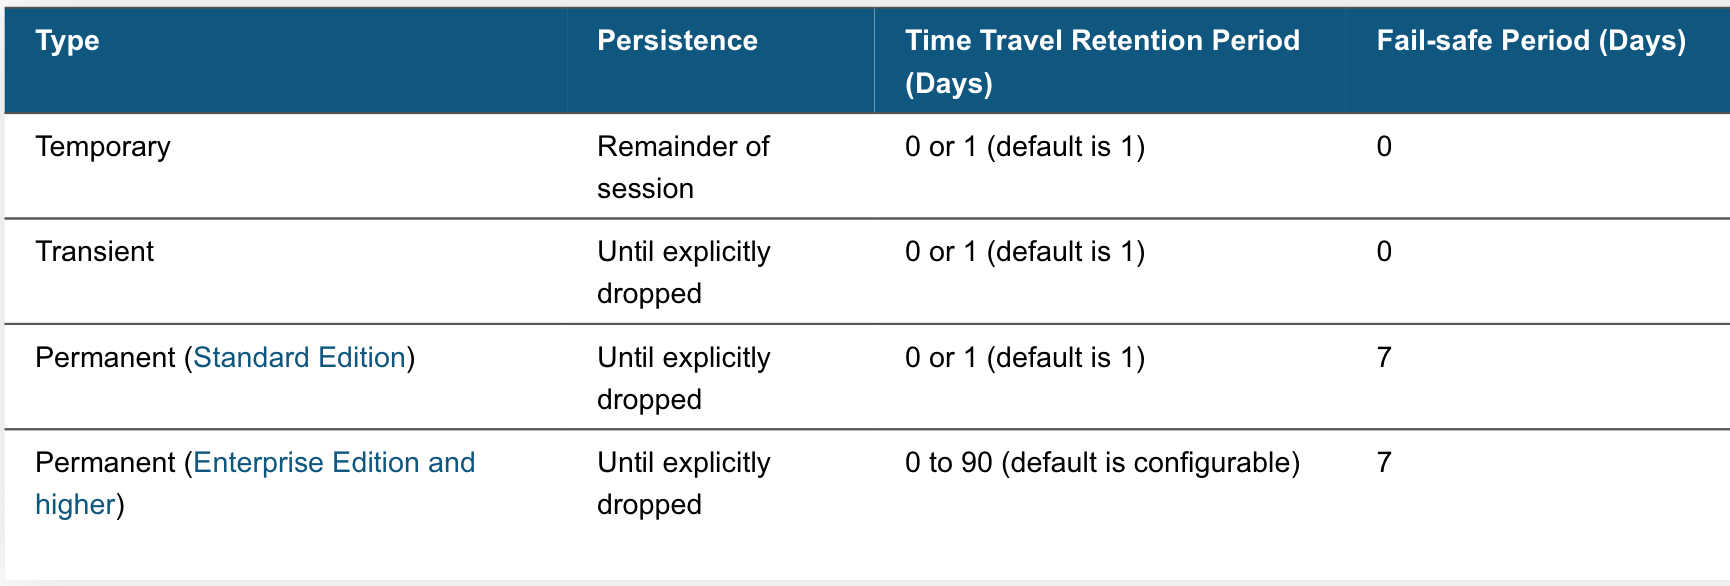 Type Persistence Time Travel Retention Period (Days) Fail-safe Period (Days)
Temporary Remainder of session 0 or 1 (default is 1) 0
Transient Until explicitly dropped 0 or 1 (default is 1) 0
Permanent (Standard Edition) Until explicitly dropped 0 or 1 (default is 1) 7
Permanent (Enterprise Edition and higher) Until explicitly dropped 0 to 90 (default is configurable) 7